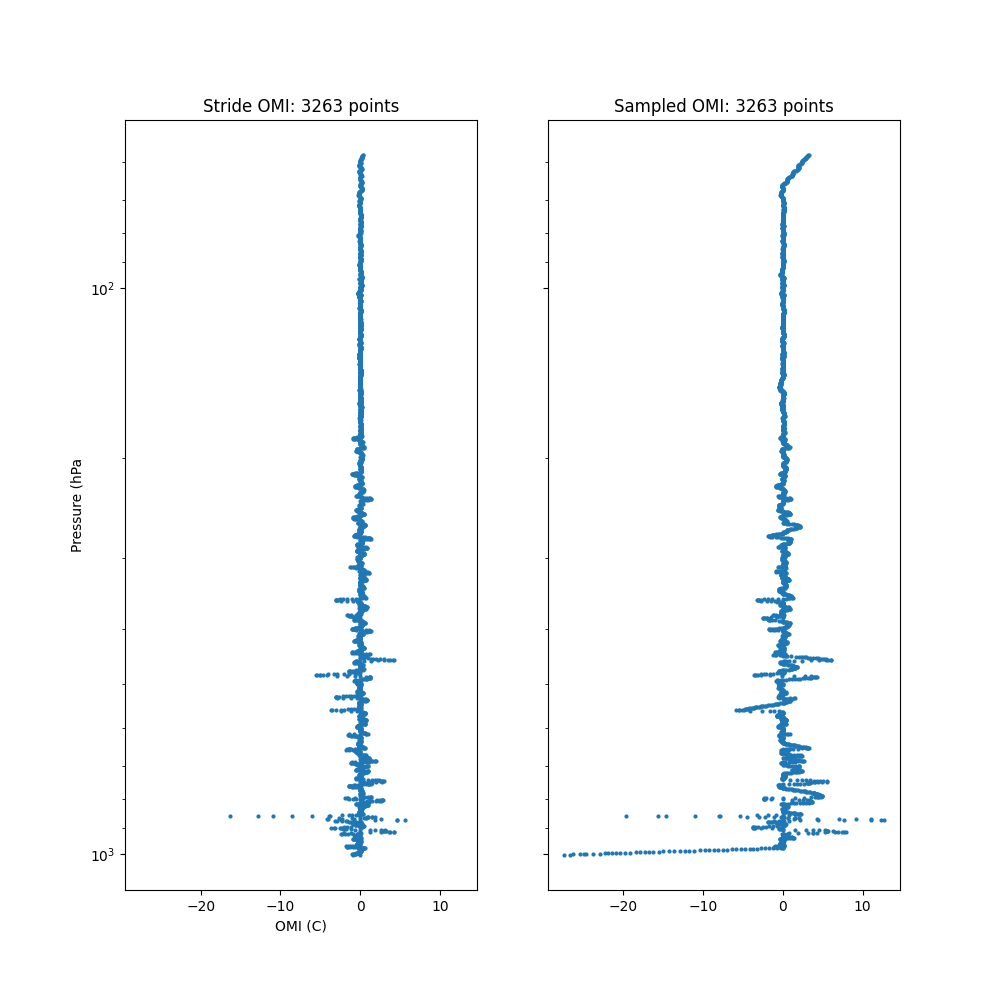 Stride OMI: 3263 points
Sampled OMI: 3263 points
10²
10³
Pressure (hPa
−20 −10 0 10
−20 −10 0 10
OMI (C)